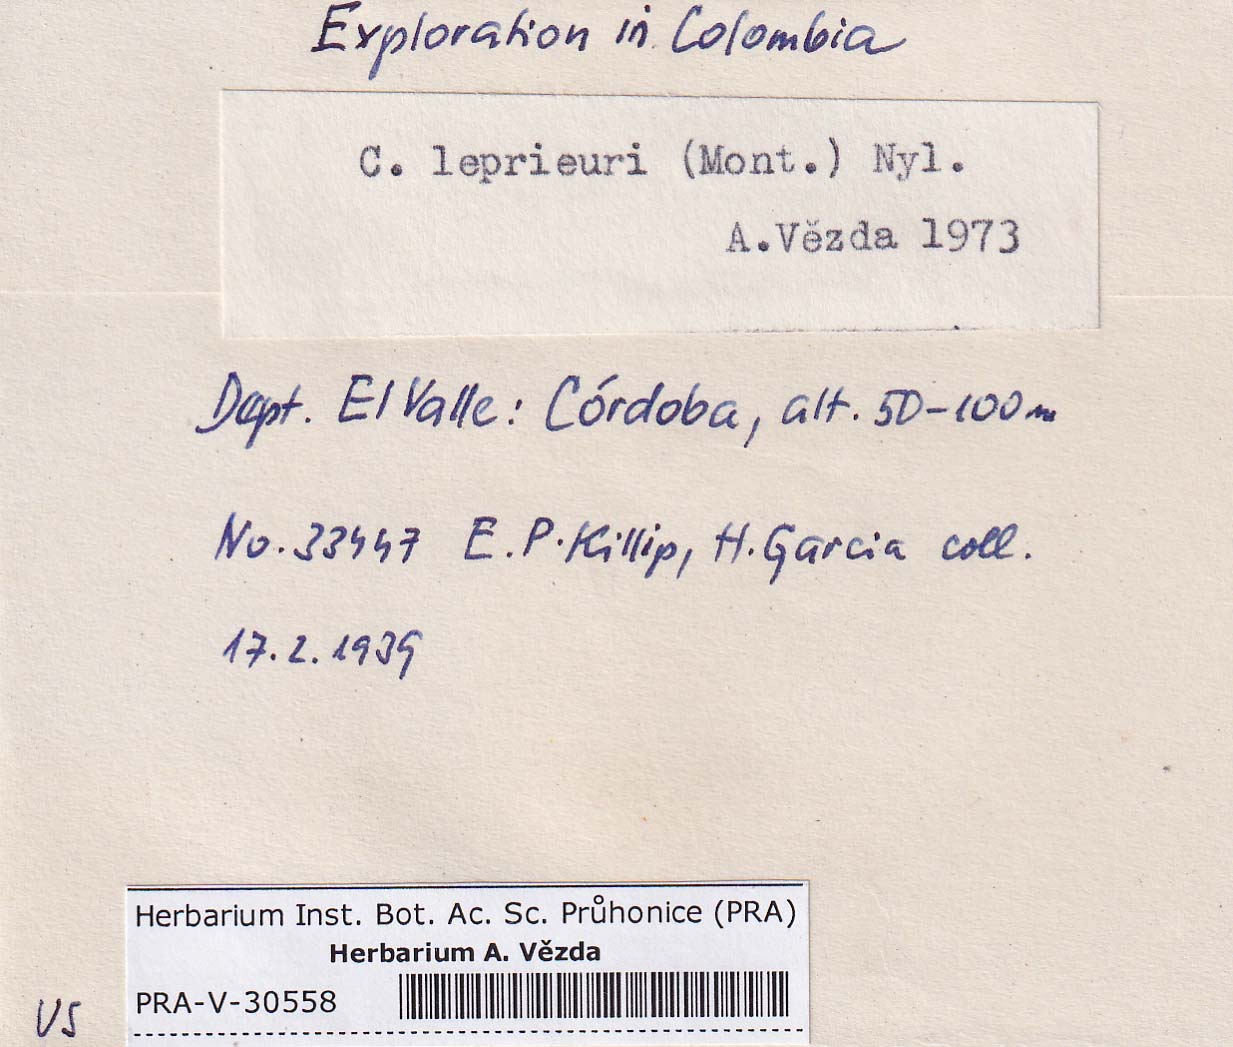 Exploration in Colombia
C. leprieuri (Mont.) Nyl.
A.Vězda 1973
Dept. El Valle: Córdoba, alt. 50-100m
No. 33447 E. P. Killip, H. Garcia coll.
17.2.1939
Herbarium Inst. Bot. Ac. Sc. Průhonice (PRA)
Herbarium A. Vězda
PRA-V-30558
US